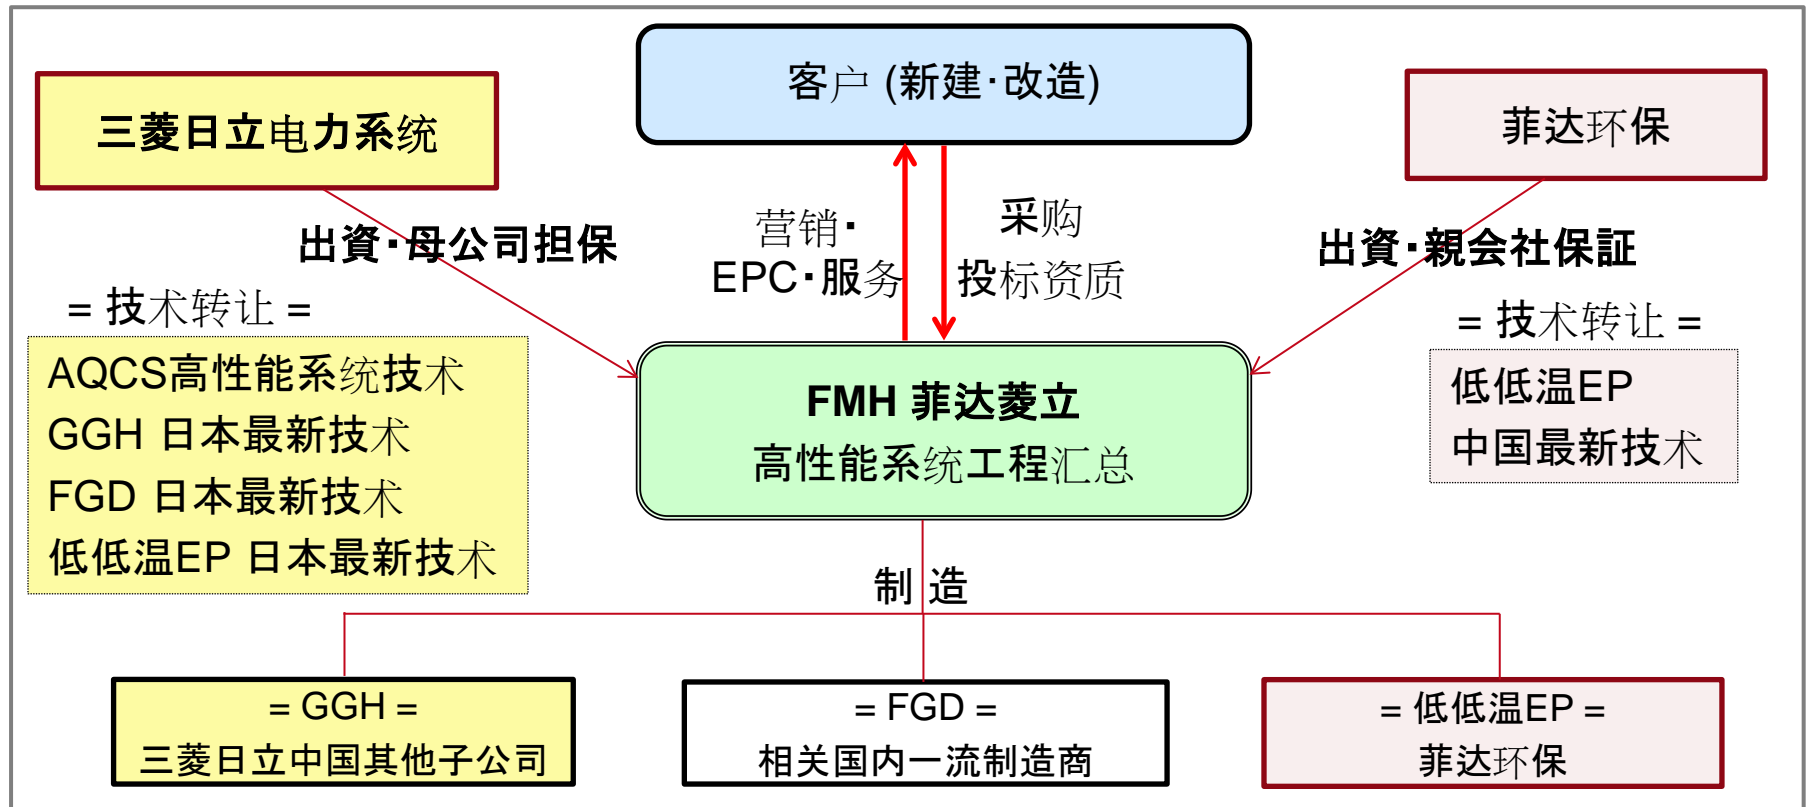 客户 (新建·改造)
三菱日立电力系统
菲达环保
营销·
EPC·服务
采购
投标资质
出資·母公司担保
出資·親会社保証
= 技术转让 =
AQCS高性能系统技术
GGH 日本最新技术
FGD 日本最新技术
低低温EP 日本最新技术
= 技术转让 =
低低温EP
中国最新技术
FMH 菲达菱立
高性能系统工程汇总
制 造
= GGH =
三菱日立中国其他子公司
= FGD =
相关国内一流制造商
= 低低温EP =
菲达环保